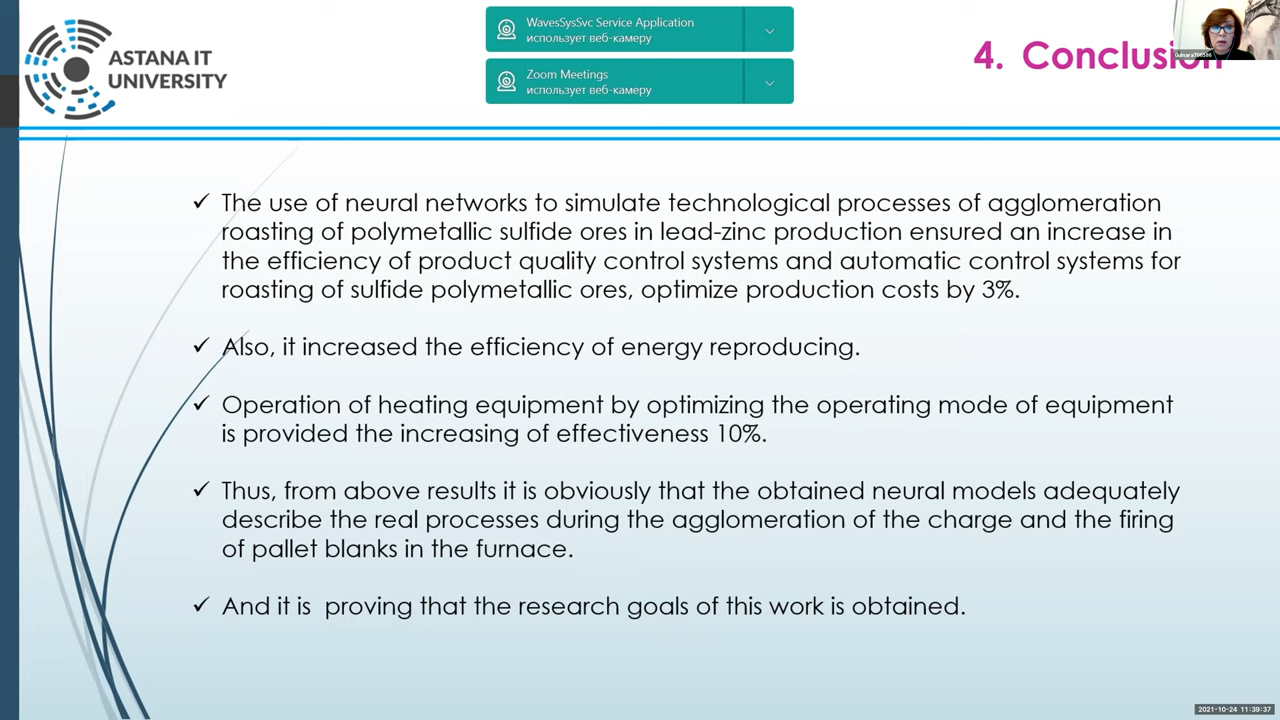 ASTANA IT
UNIVERSITY
WavesSysSvc Service Application
использует веб-камеру
Zoom Meetings
использует веб-камеру
4. Conclusion
✓ The use of neural networks to simulate technological processes of agglomeration
roasting of polymetallic sulfide ores in lead-zinc production ensured an increase in
the efficiency of product quality control systems and automatic control systems for
roasting of sulfide polymetallic ores, optimize production costs by 3%.
✓ Also, it increased the efficiency of energy reproducing.
✓ Operation of heating equipment by optimizing the operating mode of equipment
is provided the increasing of effectiveness 10%.
✓ Thus, from above results it is obviously that the obtained neural models adequately
describe the real processes during the agglomeration of the charge and the firing
of pallet blanks in the furnace.
✓ And it is  proving that the research goals of this work is obtained.
2021-10-24 11:39:37